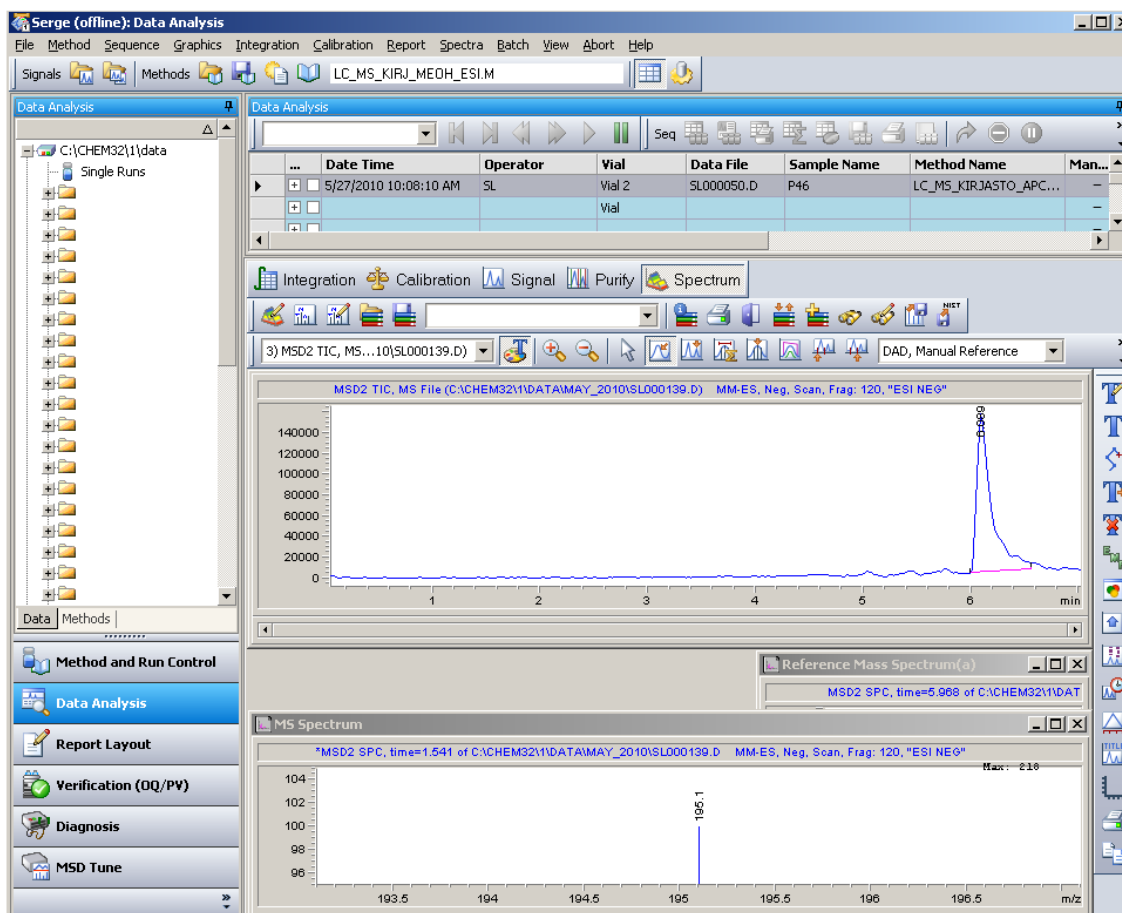 Serge (offline): Data Analysis
File Method Sequence Graphics Integration Calibration Report Spectra Batch View Abort Help
Signals Methods LC_MS_KIRJ_MEOH_ESI.M
Data Analysis
C:\CHEM32\1\data
Single Runs
Data Methods
Method and Run Control
Data Analysis
Report Layout
Verification (OQ/PV)
Diagnosis
MSD Tune
Data Analysis
Seq
... Date Time Operator Vial Data File Sample Name Method Name Man...
5/27/2010 10:08:10 AM SL Vial 2 SL000050.D P46 LC_MS_KIRJASTO_APC... –
Vial –
Integration Calibration Signal Purify Spectrum
NIST
3) MSD2 TIC, MS...10\SL000139.D) DAD, Manual Reference
MSD2 TIC, MS File (C:\CHEM32\1\DATA\MAY_2010\SL000139.D) MM-ES, Neg, Scan, Frag: 120, "ESI NEG"
140000
120000
100000
80000
60000
40000
20000
0
1 2 3 4 5 6 min
Reference Mass Spectrum(a)
MSD2 SPC, time=5.968 of C:\CHEM32\1\DAT
MS Spectrum
*MSD2 SPC, time=1.541 of C:\CHEM32\1\DATA\MAY_2010\SL000139.D MM-ES, Neg, Scan, Frag: 120, "ESI NEG"
Max: 218
104
102
100
98
96
195.1
193.5 194 194.5 195 195.5 196 196.5 m/z